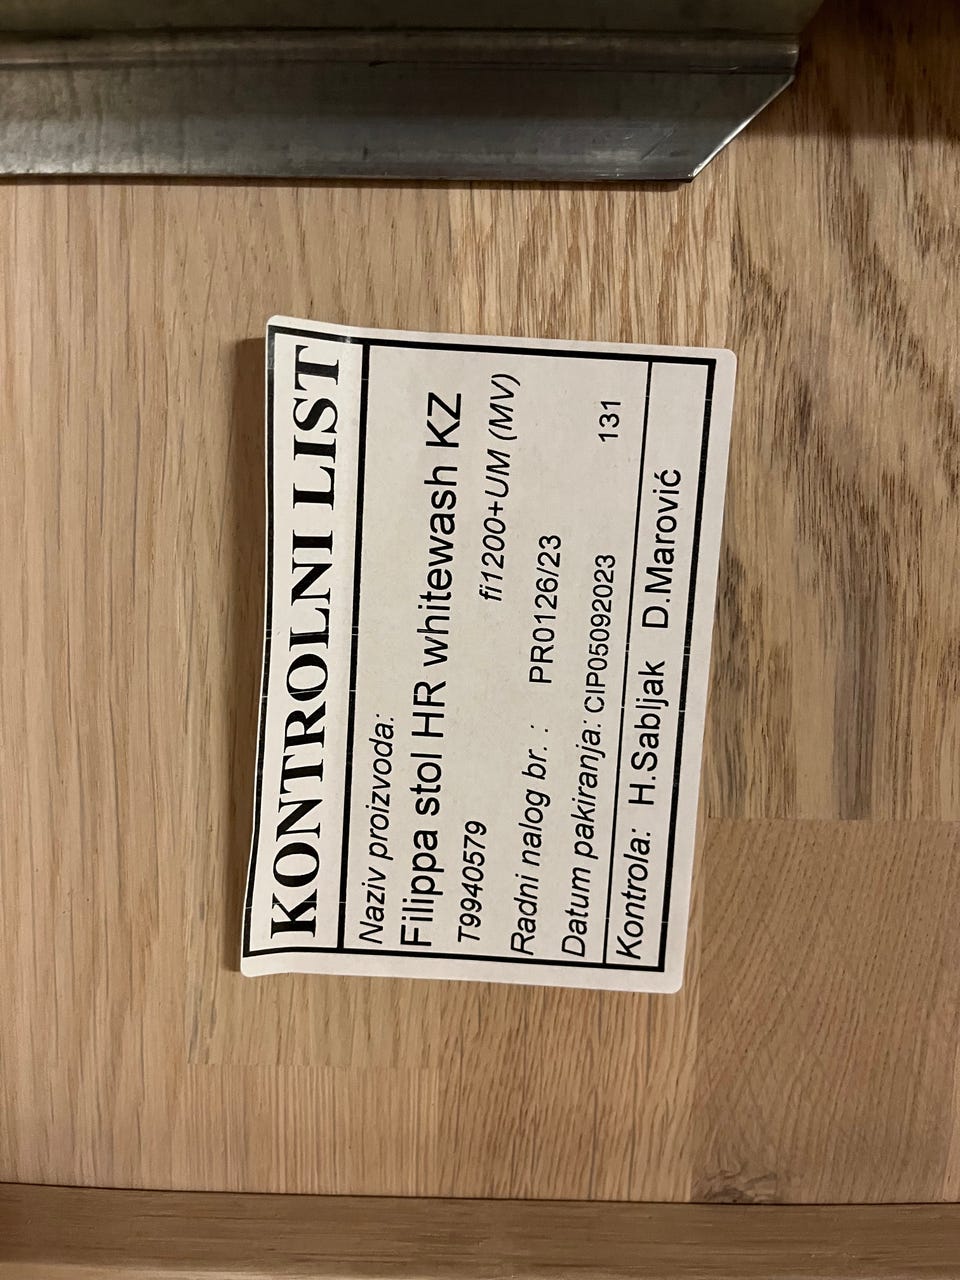 KONTROLNI LIST
Naziv proizvoda:
Filippa stol HR whitewash KZ
T9940579 fi1200+UM (MV)
Radni nalog br. : PR0126/23
Datum pakiranja: CIP05092023 131
Kontrola: H.Sabljak D.Marović